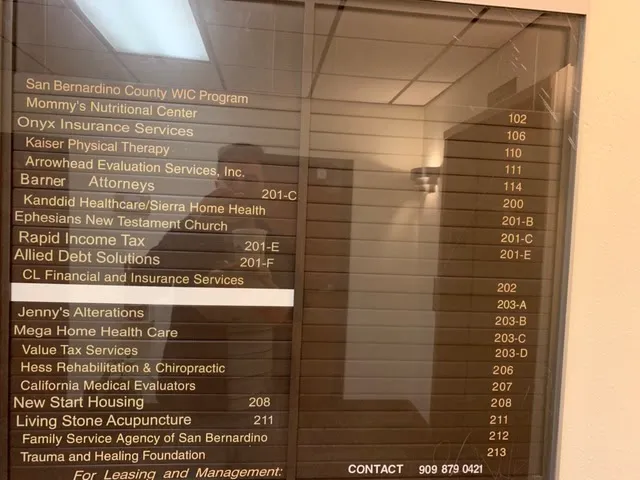 San Bernardino County WIC Program 102
Mommy's Nutritional Center 106
Onyx Insurance Services 110
Kaiser Physical Therapy 111
Arrowhead Evaluation Services, Inc. 114
Barner Attorneys 201-C 200
Kanddid Healthcare/Sierra Home Health 201-B
Ephesians New Testament Church 201-C
Rapid Income Tax 201-E 201-E
Allied Debt Solutions 201-F
CL Financial and Insurance Services 202
203-A
Jenny's Alterations 203-B
Mega Home Health Care 203-C
Value Tax Services 203-D
Hess Rehabilitation & Chiropractic 206
California Medical Evaluators 207
New Start Housing 208 208
Living Stone Acupuncture 211 211
Family Service Agency of San Bernardino 212
Trauma and Healing Foundation 213
For Leasing and Management: CONTACT 909 879 0421